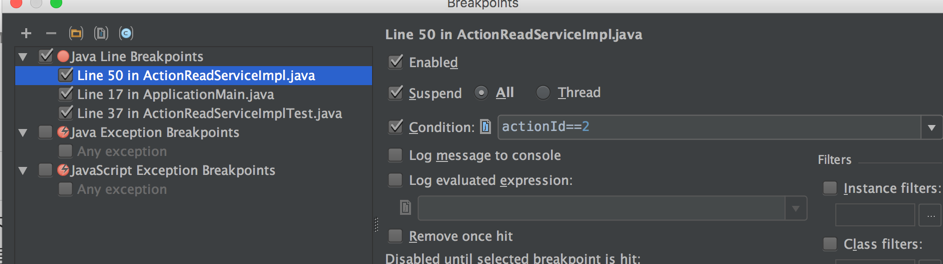 Breakpoints
Java Line Breakpoints
Line 50 in ActionReadServiceImpl.java
Line 17 in ApplicationMain.java
Line 37 in ActionReadServiceImplTest.java
Java Exception Breakpoints
Any exception
JavaScript Exception Breakpoints
Any exception
Line 50 in ActionReadServiceImpl.java
Enabled
Suspend All Thread
Condition: actionId==2
Log message to console
Log evaluated expression:
Remove once hit
Disabled until selected breakpoint is hit:
Filters
Instance filters:
...
Class filters: